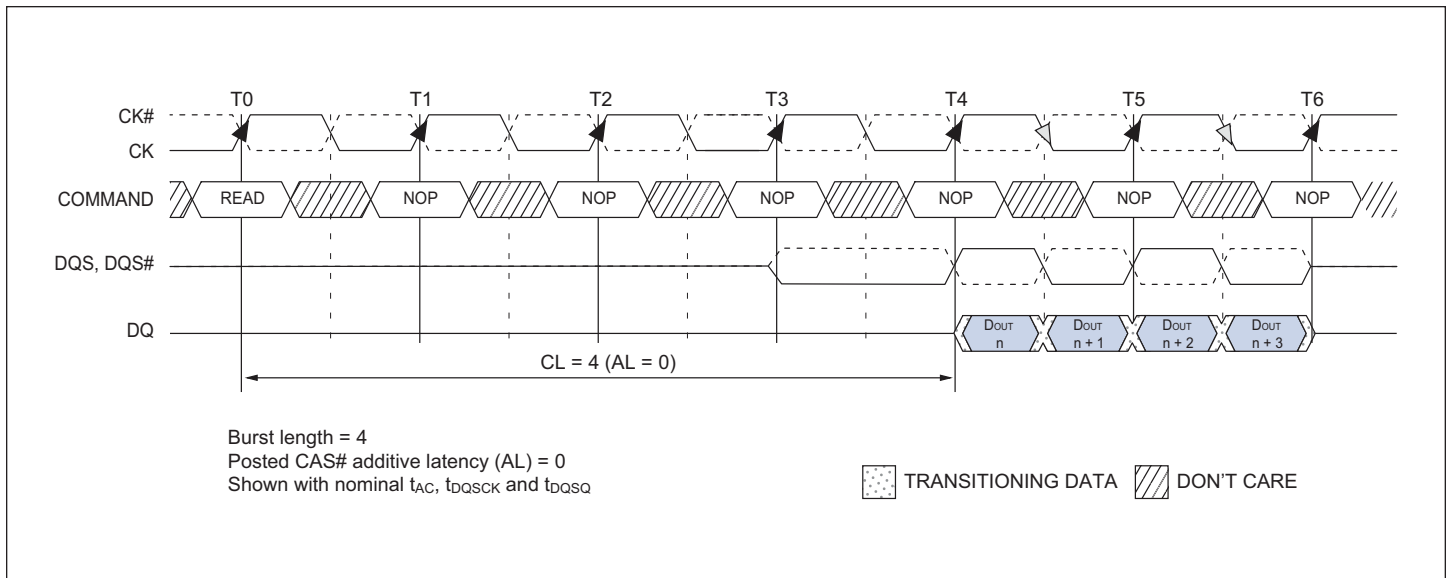 T0 T1 T2 T3 T4 T5 T6
CK#
CK
COMMAND READ NOP NOP NOP NOP NOP NOP
DQS, DQS#
DQ DOUT n DOUT n + 1 DOUT n + 2 DOUT n + 3
CL = 4 (AL = 0)
Burst length = 4
Posted CAS# additive latency (AL) = 0
Shown with nominal tAC, tDQSCK and tDQSQ
TRANSITIONING DATA DON'T CARE